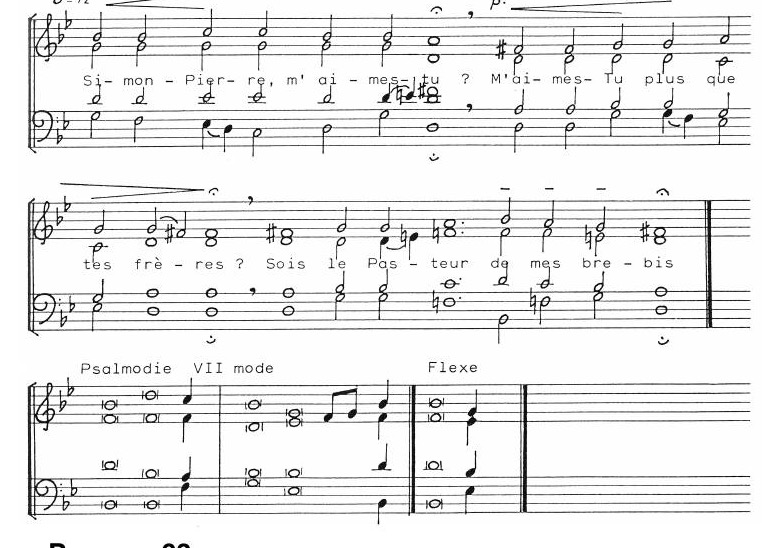 p.
Si- mon - Pier- re, m' ai - mes- tu ? M'ai- mes- Tu plus que
tes frè - res ? Sois le Pas - teur de mes bre - bis
Psalmodie VII mode Flexe